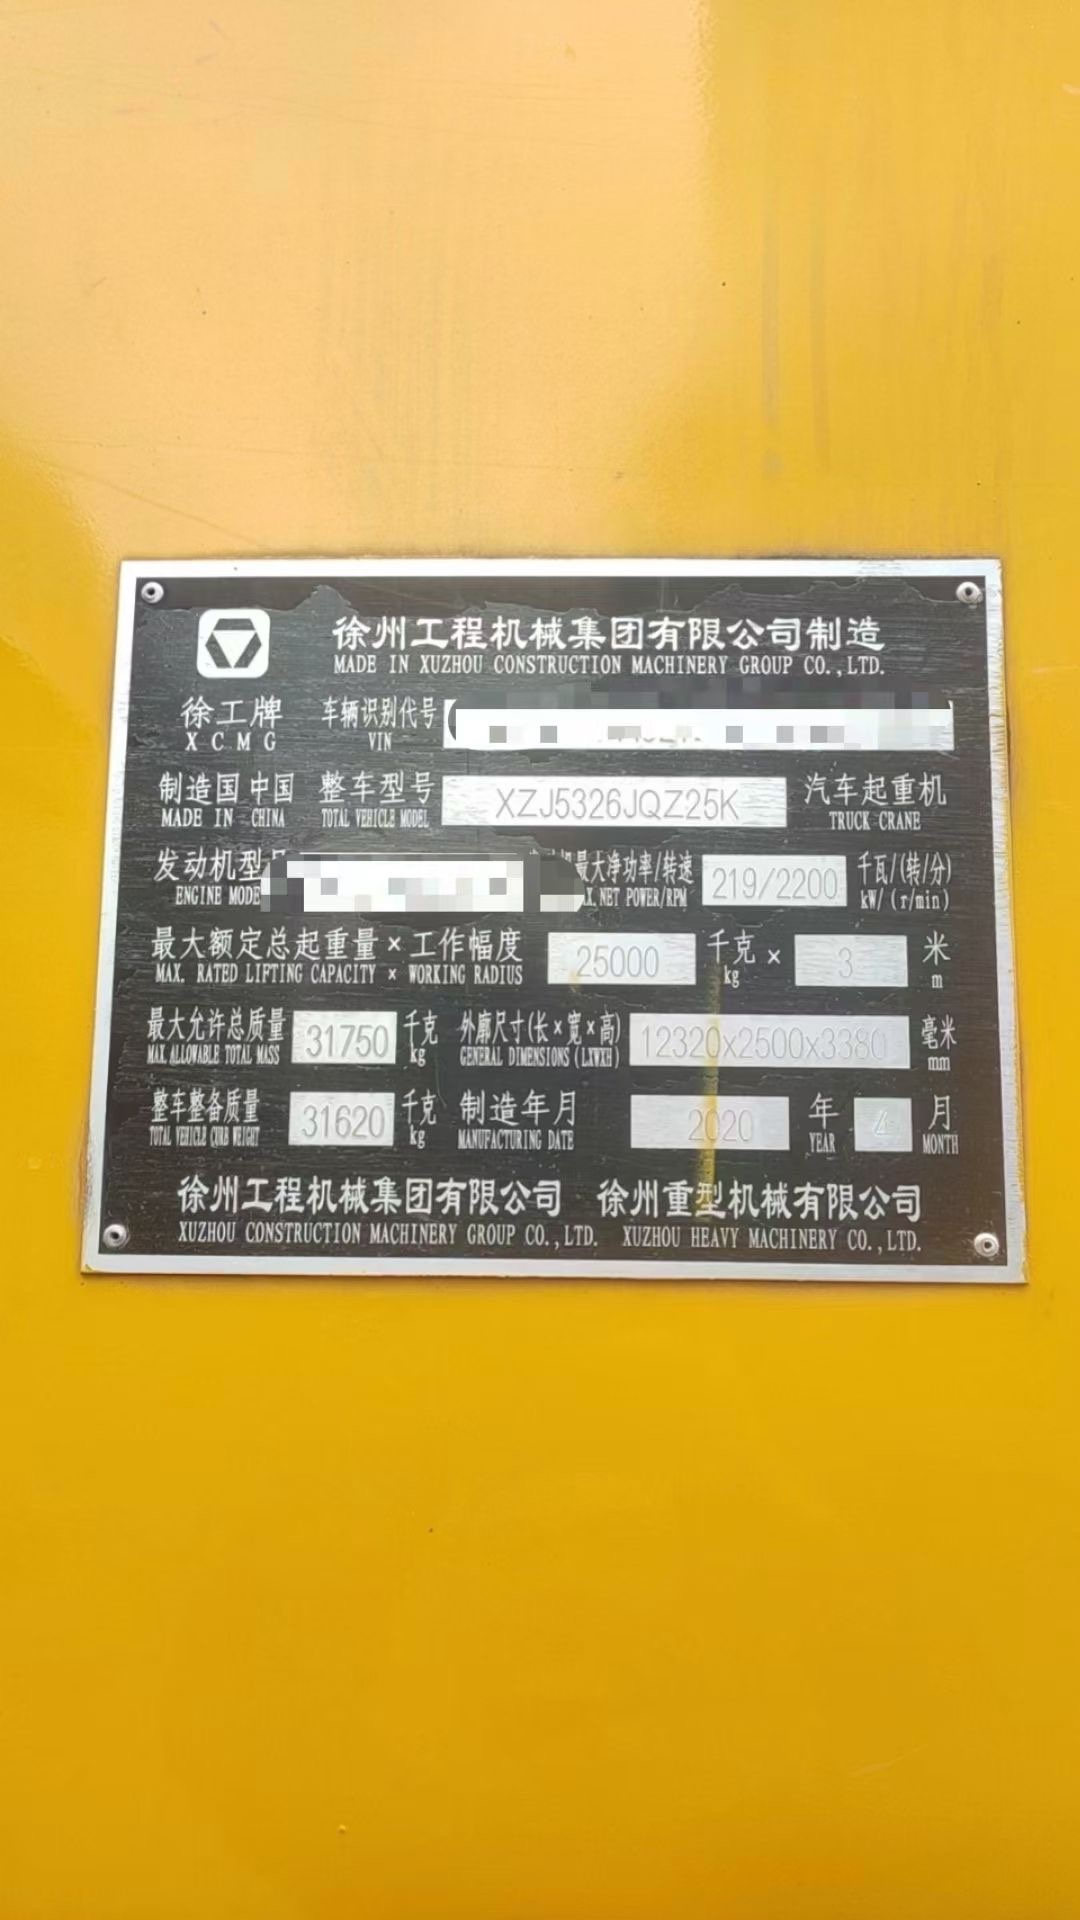 徐州工程机械集团有限公司制造
MADE IN XUZHOU CONSTRUCTION MACHINERY GROUP CO.,LTD.
徐工牌 车辆识别代号
XCMG VIN
制造国 中国 整车型号 XZJ5326JQZ25K 汽车起重机
MADE IN CHINA TOTAL VEHICLE MODEL TRUCK CRANE
发动机型 最大净功率/转速 219/2200 千瓦/(转/分)
ENGINE MODE NET POWER/RPM kW/(r/min)
最大额定总起重量×工作幅度 25000 千克 × 3 米
MAX. RATED LIFTING CAPACITY × WORKING RADIUS kg m
最大允许总质量 31750 千克 外廓尺寸(长×宽×高) 12320x2500x3380 毫米
MAX. ALLOWABLE TOTAL MASS kg GENERAL DIMENSIONS (LXWXH) mm
整车整备质量 31620 千克 制造年月 2020 年 月
TOTAL VEHICLE CURB WEIGHT kg MANUFACTURING DATE YEAR MONTH
徐州工程机械集团有限公司 徐州重型机械有限公司
XUZHOU CONSTRUCTION MACHINERY GROUP CO.,LTD. XUZHOU HEAVY MACHINERY CO.,LTD.